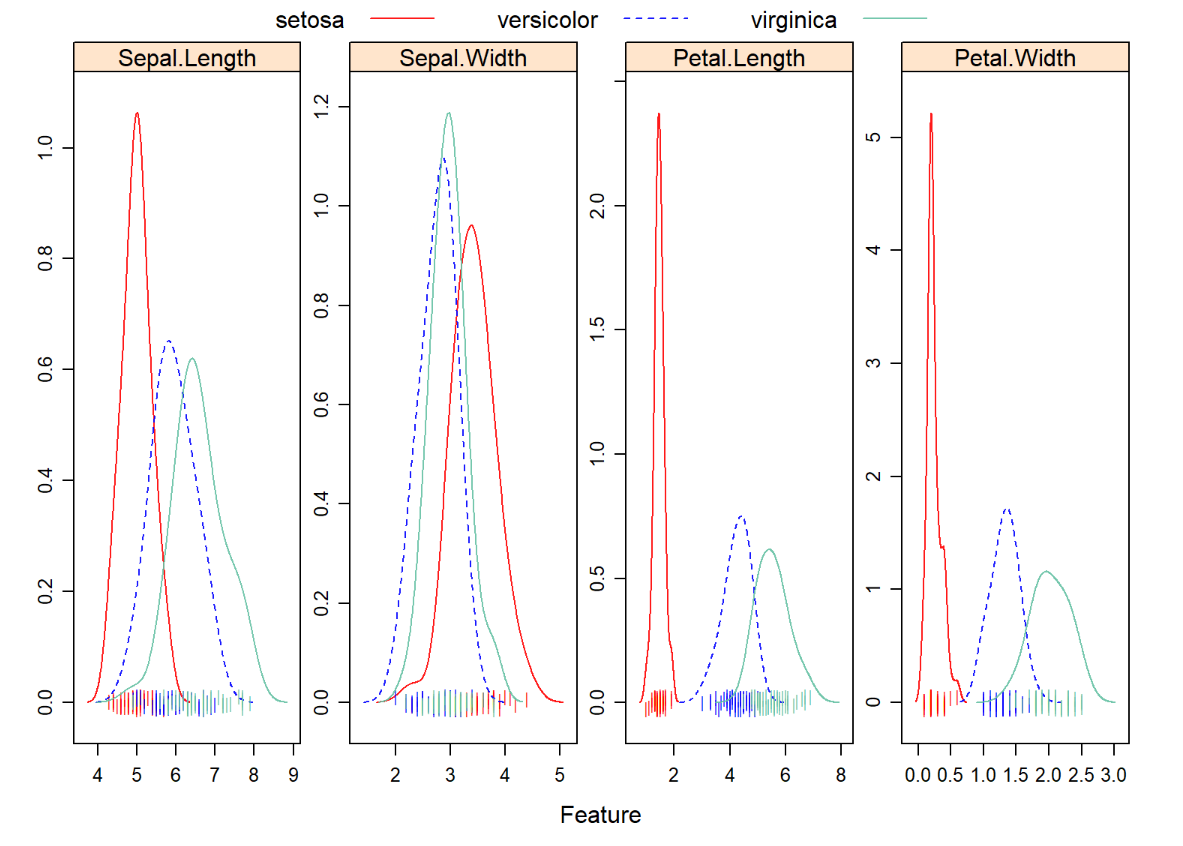 setosa versicolor virginica
Sepal.Length Sepal.Width Petal.Length Petal.Width
0.0 0.2 0.4 0.6 0.8 1.0
0.0 0.2 0.4 0.6 0.8 1.0 1.2
0.0 0.5 1.0 1.5 2.0
0 1 2 3 4 5
4 5 6 7 8 9
2 3 4 5
2 4 6 8
0.0 0.5 1.0 1.5 2.0 2.5 3.0
Feature